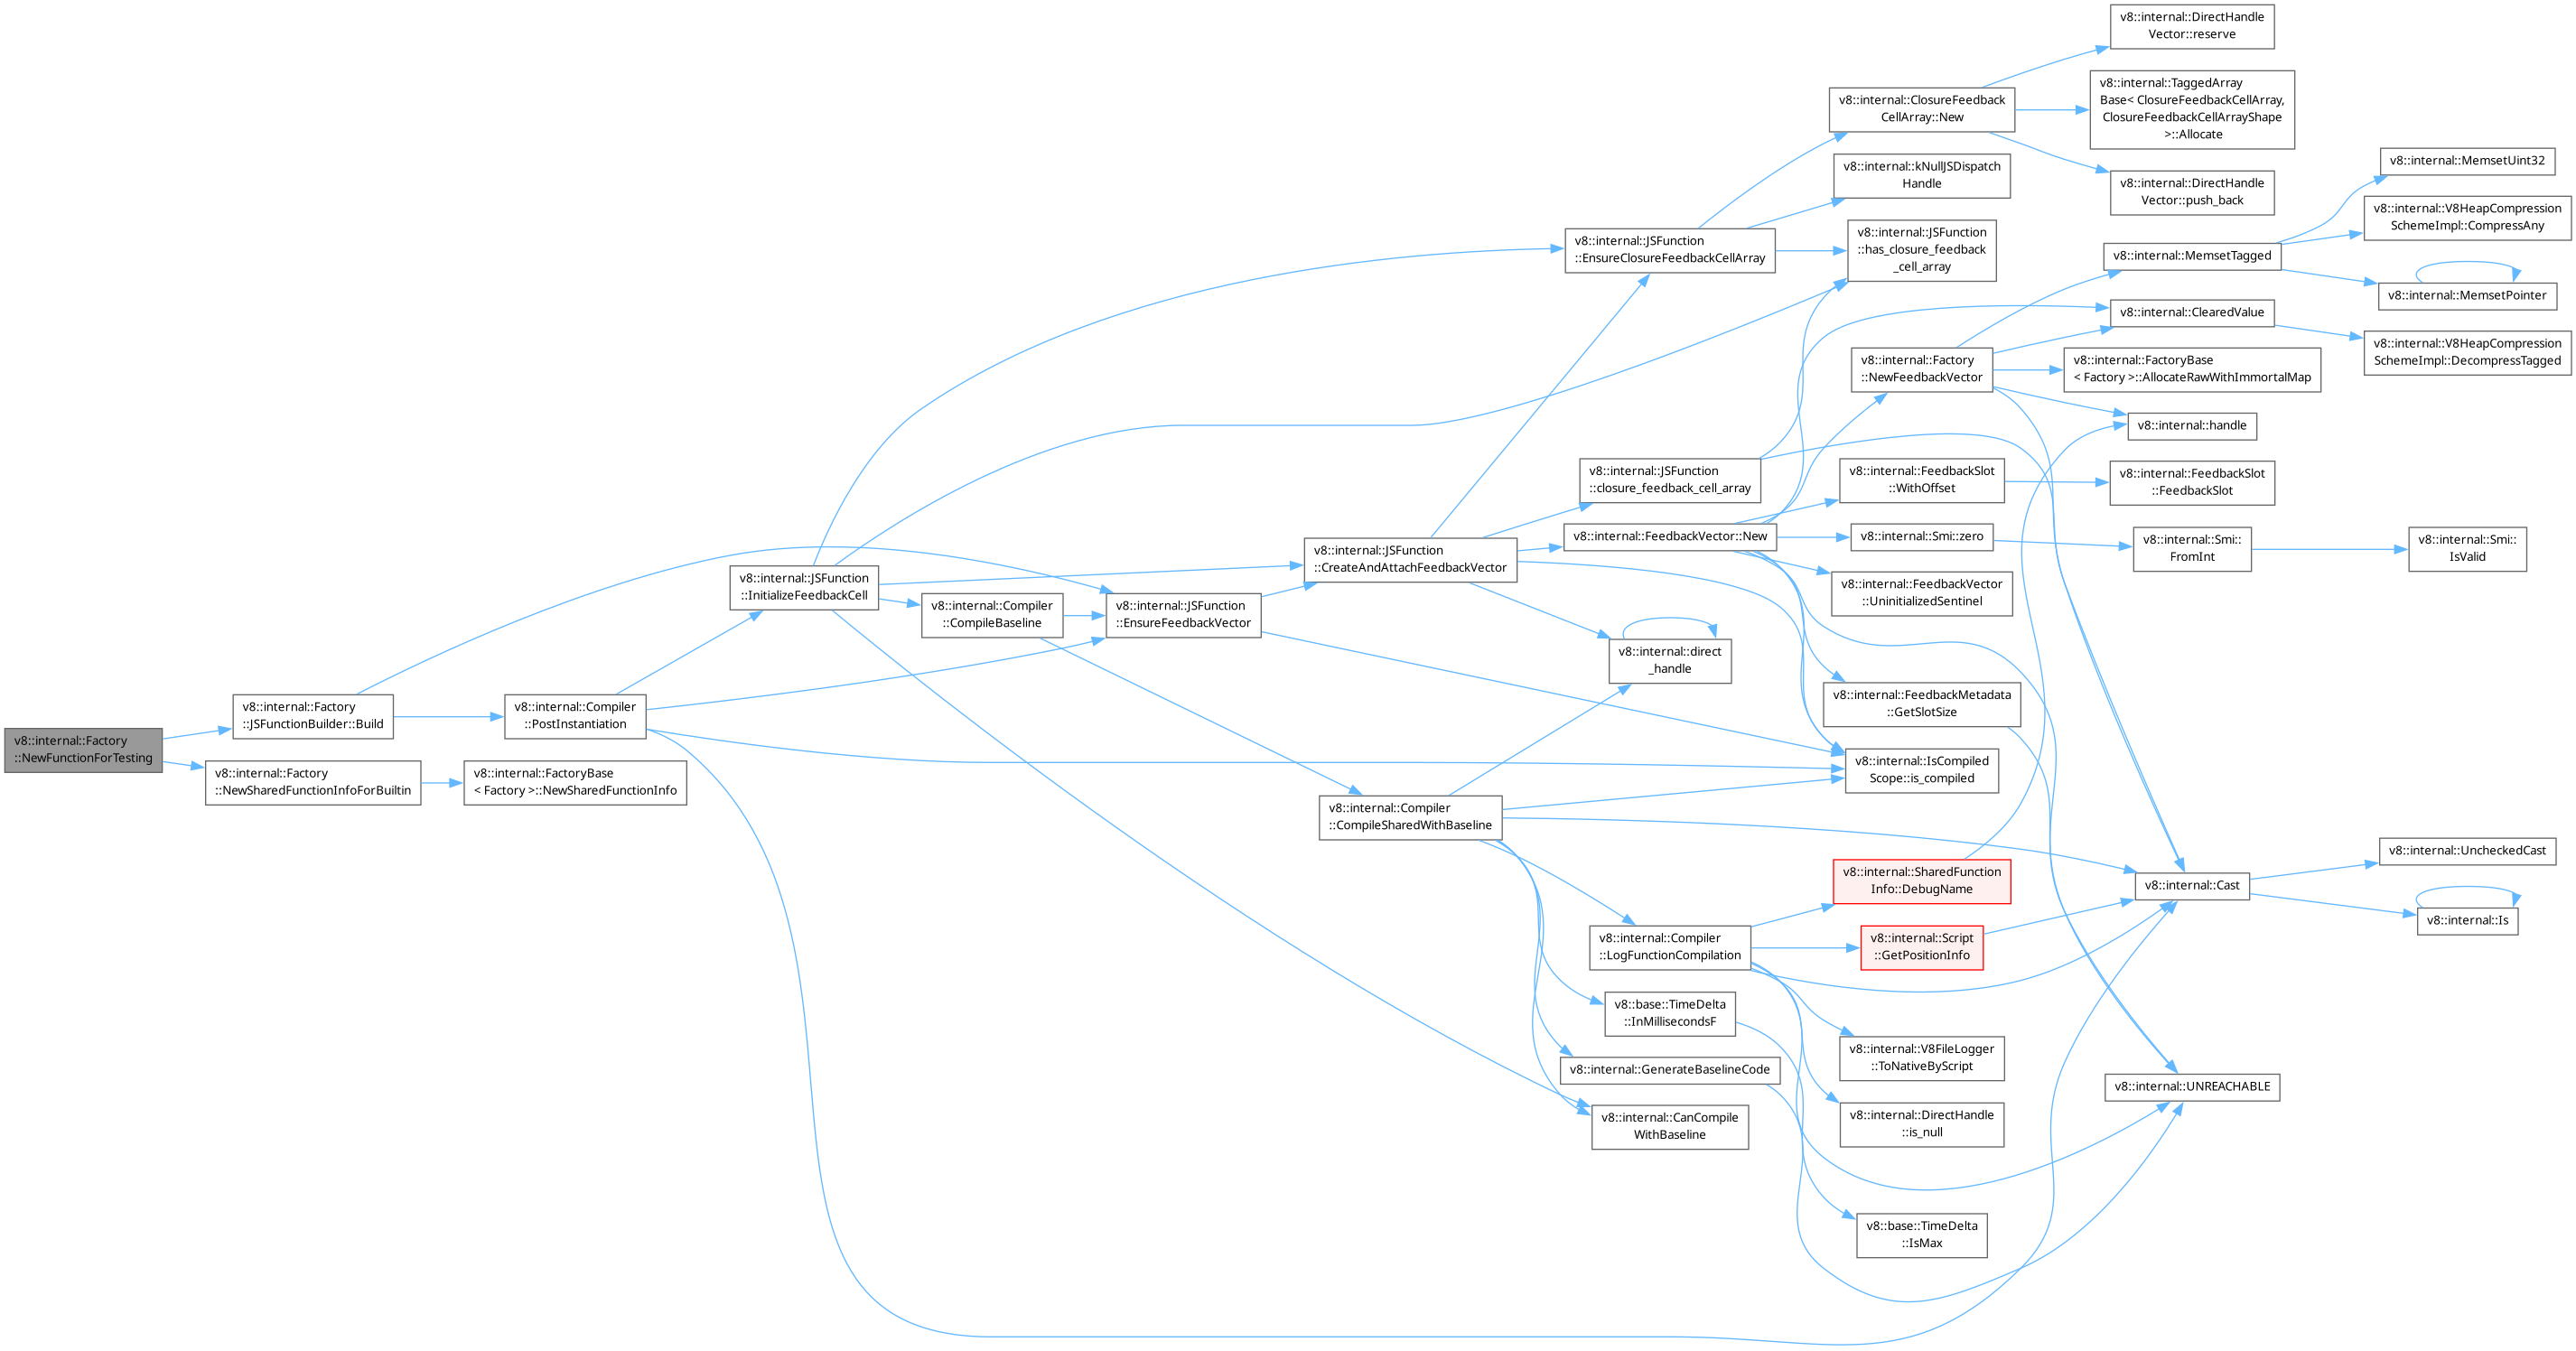 v8::internal::Factory
::NewFunctionForTesting
v8::internal::Factory
::JSFunctionBuilder::Build
v8::internal::Factory
::NewSharedFunctionInfoForBuiltin
v8::internal::Compiler
::PostInstantiation
v8::internal::FactoryBase
< Factory >::NewSharedFunctionInfo
v8::internal::JSFunction
::InitializeFeedbackCell
v8::internal::Compiler
::CompileBaseline
v8::internal::JSFunction
::EnsureFeedbackVector
v8::internal::JSFunction
::CreateAndAttachFeedbackVector
v8::internal::Compiler
::CompileSharedWithBaseline
v8::internal::JSFunction
::EnsureClosureFeedbackCellArray
v8::internal::JSFunction
::closure_feedback_cell_array
v8::internal::FeedbackVector::New
v8::internal::direct
_handle
v8::internal::Compiler
::LogFunctionCompilation
v8::base::TimeDelta
::InMillisecondsF
v8::internal::GenerateBaselineCode
v8::internal::CanCompile
WithBaseline
v8::internal::ClosureFeedback
CellArray::New
v8::internal::kNullJSDispatch
Handle
v8::internal::JSFunction
::has_closure_feedback
_cell_array
v8::internal::Factory
::NewFeedbackVector
v8::internal::FeedbackSlot
::WithOffset
v8::internal::Smi::zero
v8::internal::FeedbackVector
::UninitializedSentinel
v8::internal::FeedbackMetadata
::GetSlotSize
v8::internal::IsCompiled
Scope::is_compiled
v8::internal::SharedFunction
Info::DebugName
v8::internal::Script
::GetPositionInfo
v8::internal::V8FileLogger
::ToNativeByScript
v8::internal::DirectHandle
::is_null
v8::base::TimeDelta
::IsMax
v8::internal::DirectHandle
Vector::reserve
v8::internal::TaggedArray
Base< ClosureFeedbackCellArray,
ClosureFeedbackCellArrayShape
>::Allocate
v8::internal::DirectHandle
Vector::push_back
v8::internal::MemsetTagged
v8::internal::ClearedValue
v8::internal::FactoryBase
< Factory >::AllocateRawWithImmortalMap
v8::internal::handle
v8::internal::FeedbackSlot
::FeedbackSlot
v8::internal::Smi::
FromInt
v8::internal::Cast
v8::internal::UNREACHABLE
v8::internal::MemsetUint32
v8::internal::V8HeapCompression
SchemeImpl::CompressAny
v8::internal::MemsetPointer
v8::internal::V8HeapCompression
SchemeImpl::DecompressTagged
v8::internal::Smi::
IsValid
v8::internal::UncheckedCast
v8::internal::Is